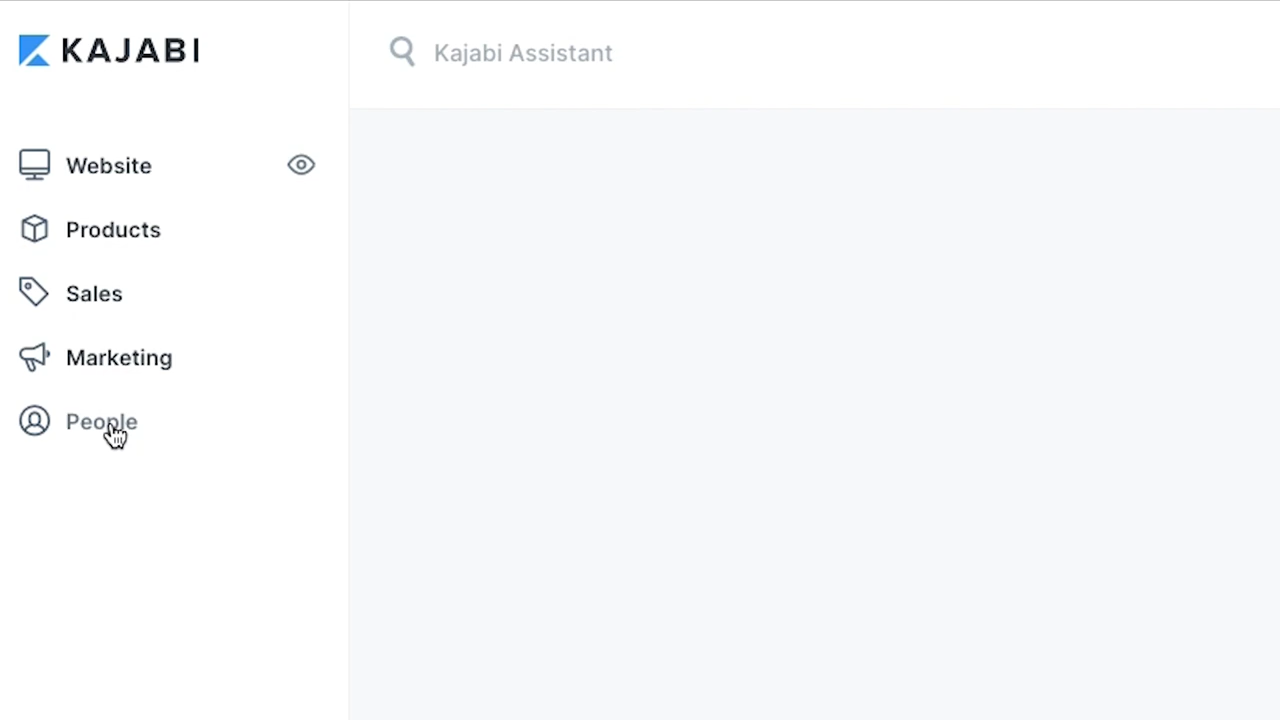 KAJABI
Kajabi Assistant
Website
Products
Sales
Marketing
People